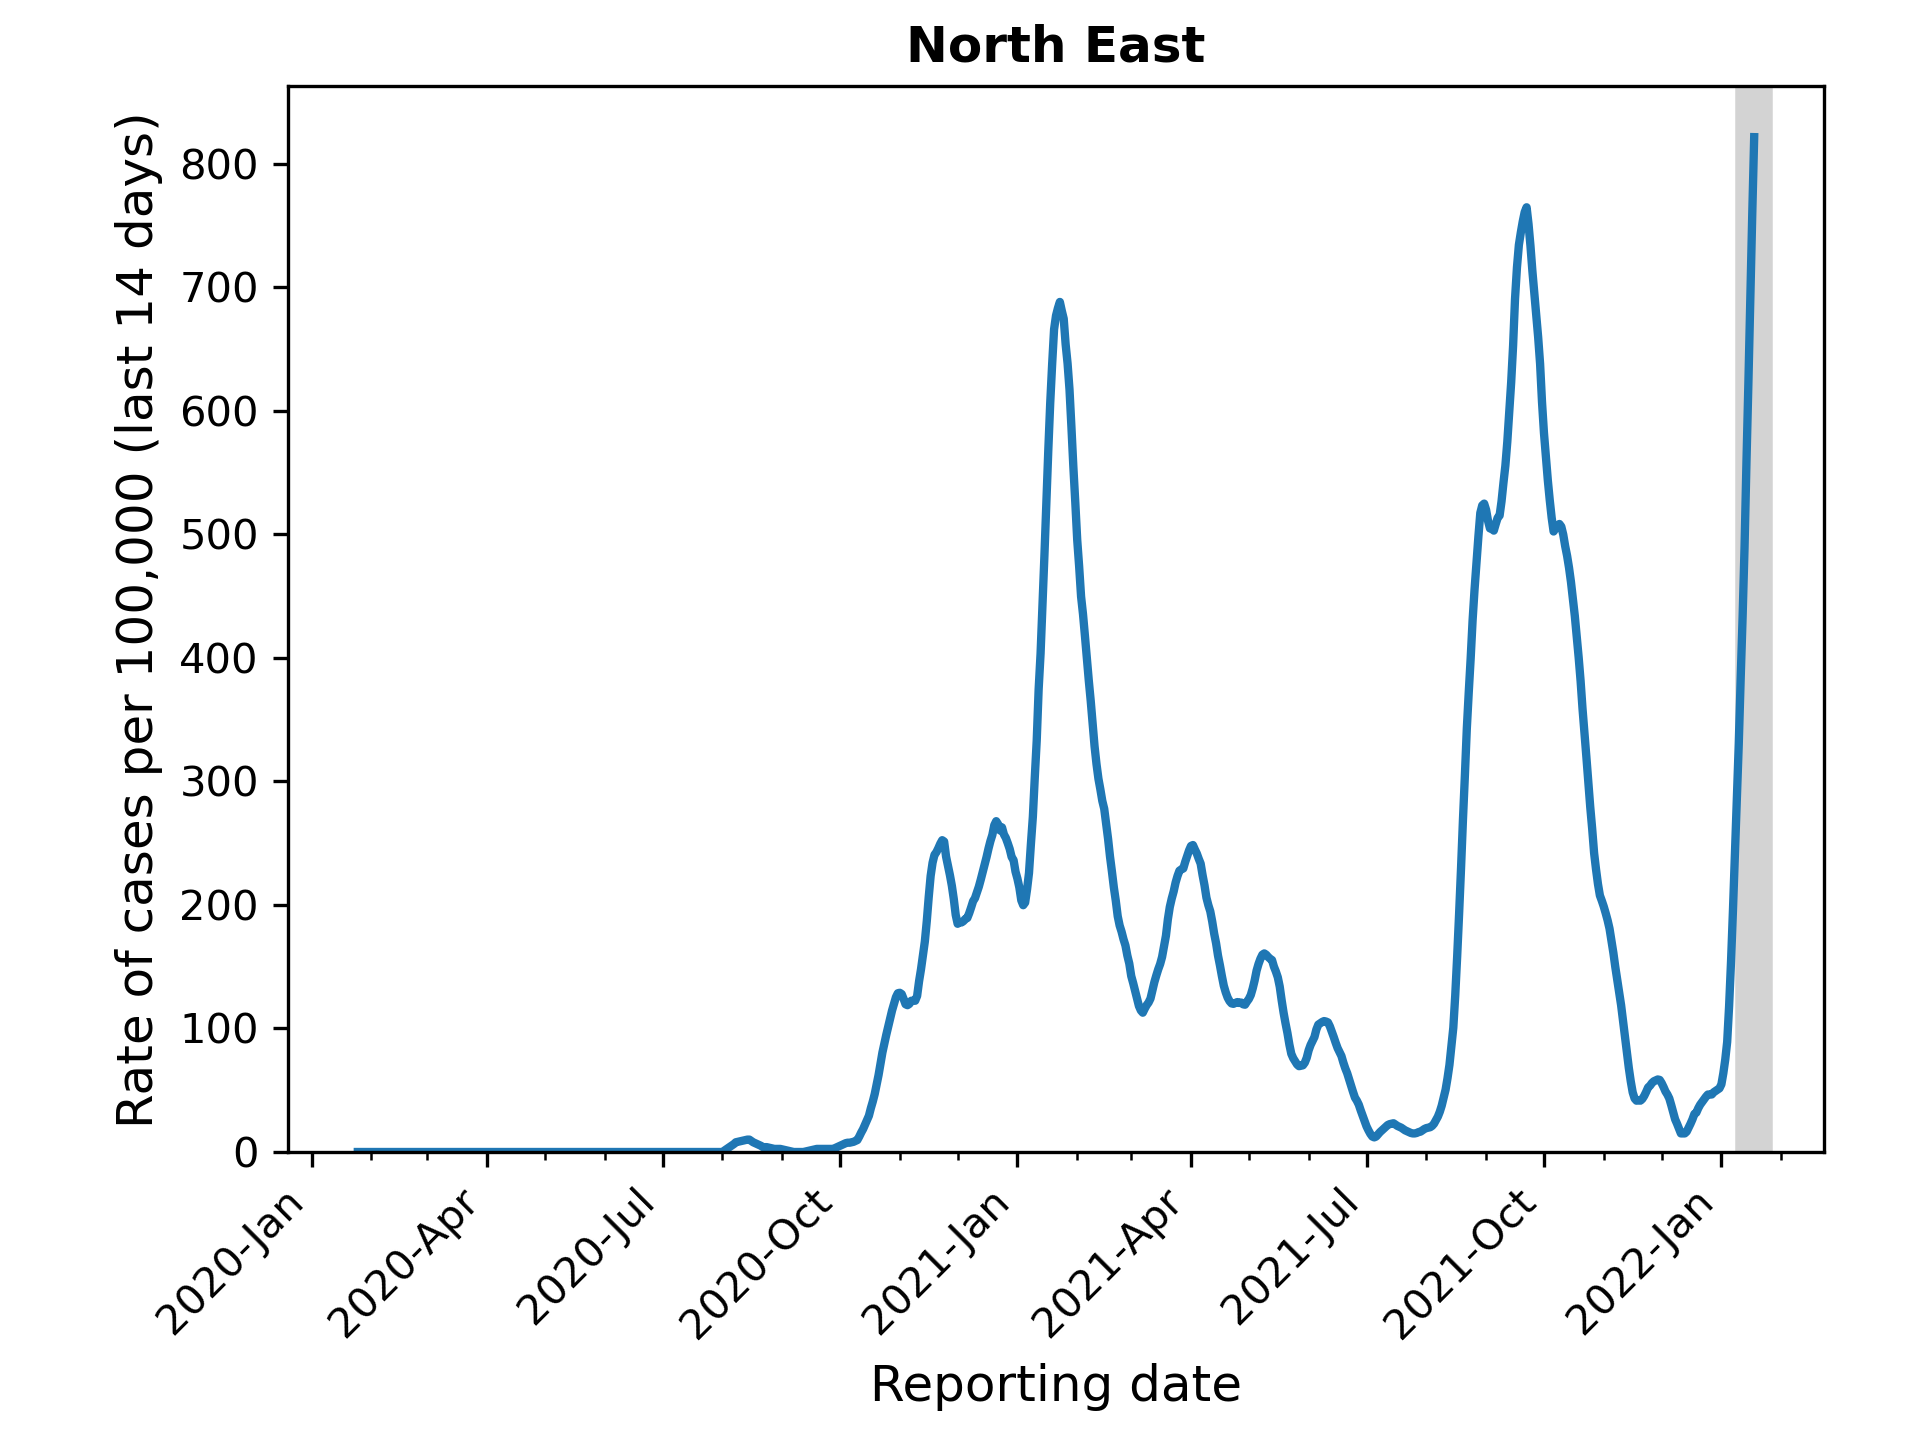 North East
Rate of cases per 100,000 (last 14 days)
800
700
600
500
400
300
200
100
0
2020-Jan
2020-Apr
2020-Jul
2020-Oct
2021-Jan
2021-Apr
2021-Jul
2021-Oct
2022-Jan
Reporting date